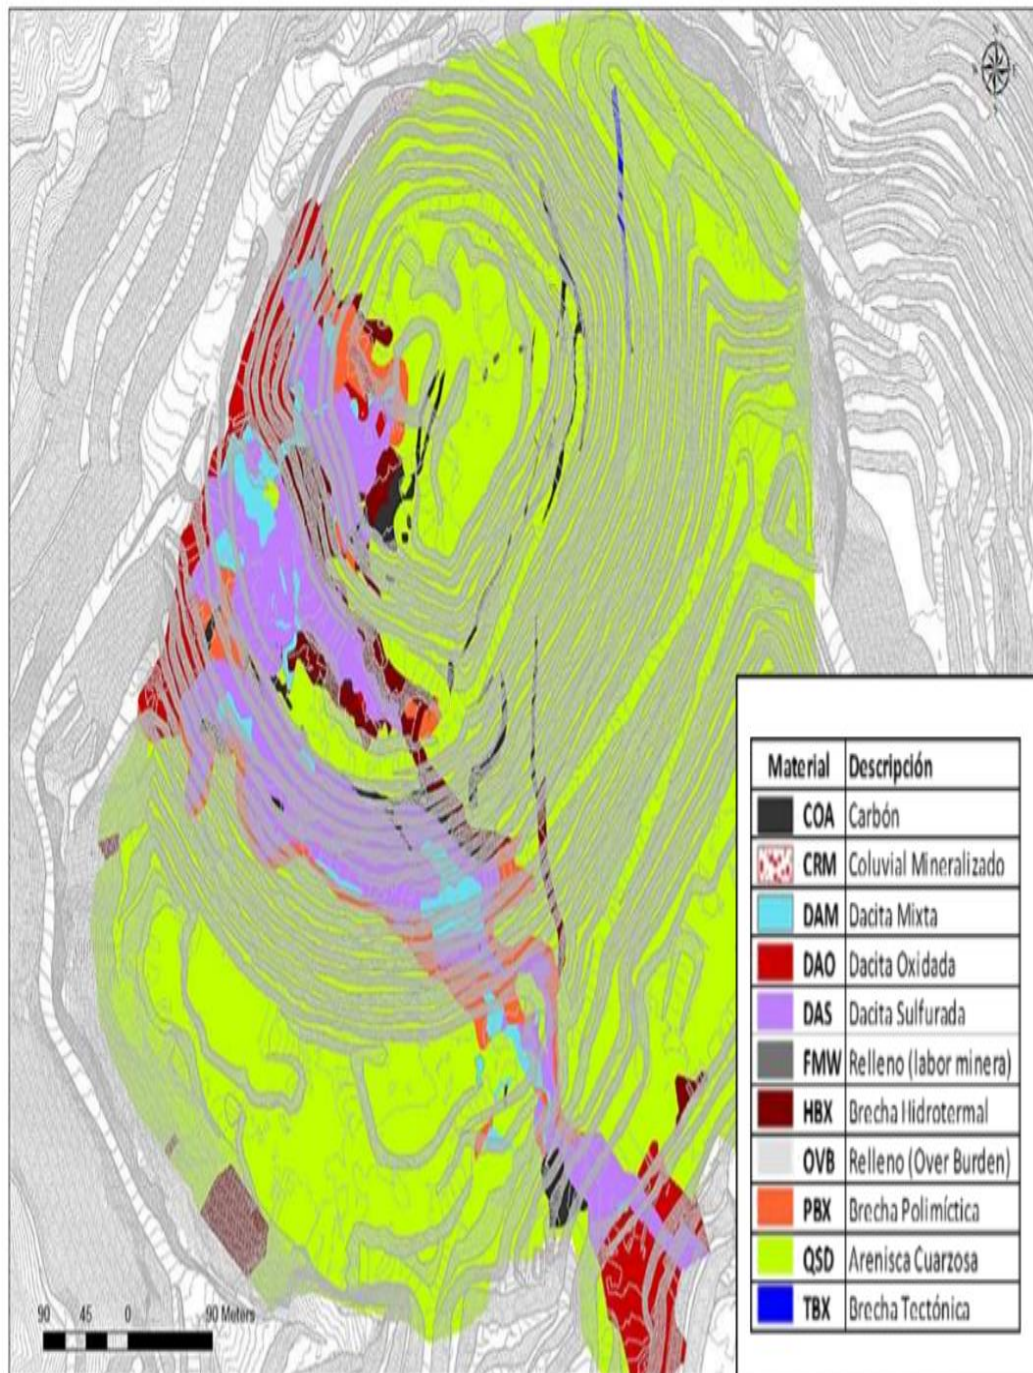 N
Material Descripción
COA Carbón
CRM Coluvial Mineralizado
DAM Dacita Mixta
DAO Dacita Oxidada
DAS Dacita Sulfurada
FMW Relleno (labor minera)
HBX Brecha Hidrotermal
OVB Relleno (Over Burden)
PBX Brecha Polimíctica
QSD Arenisca Cuarzosa
TBX Brecha Tectónica
90 45 0 90 Meters